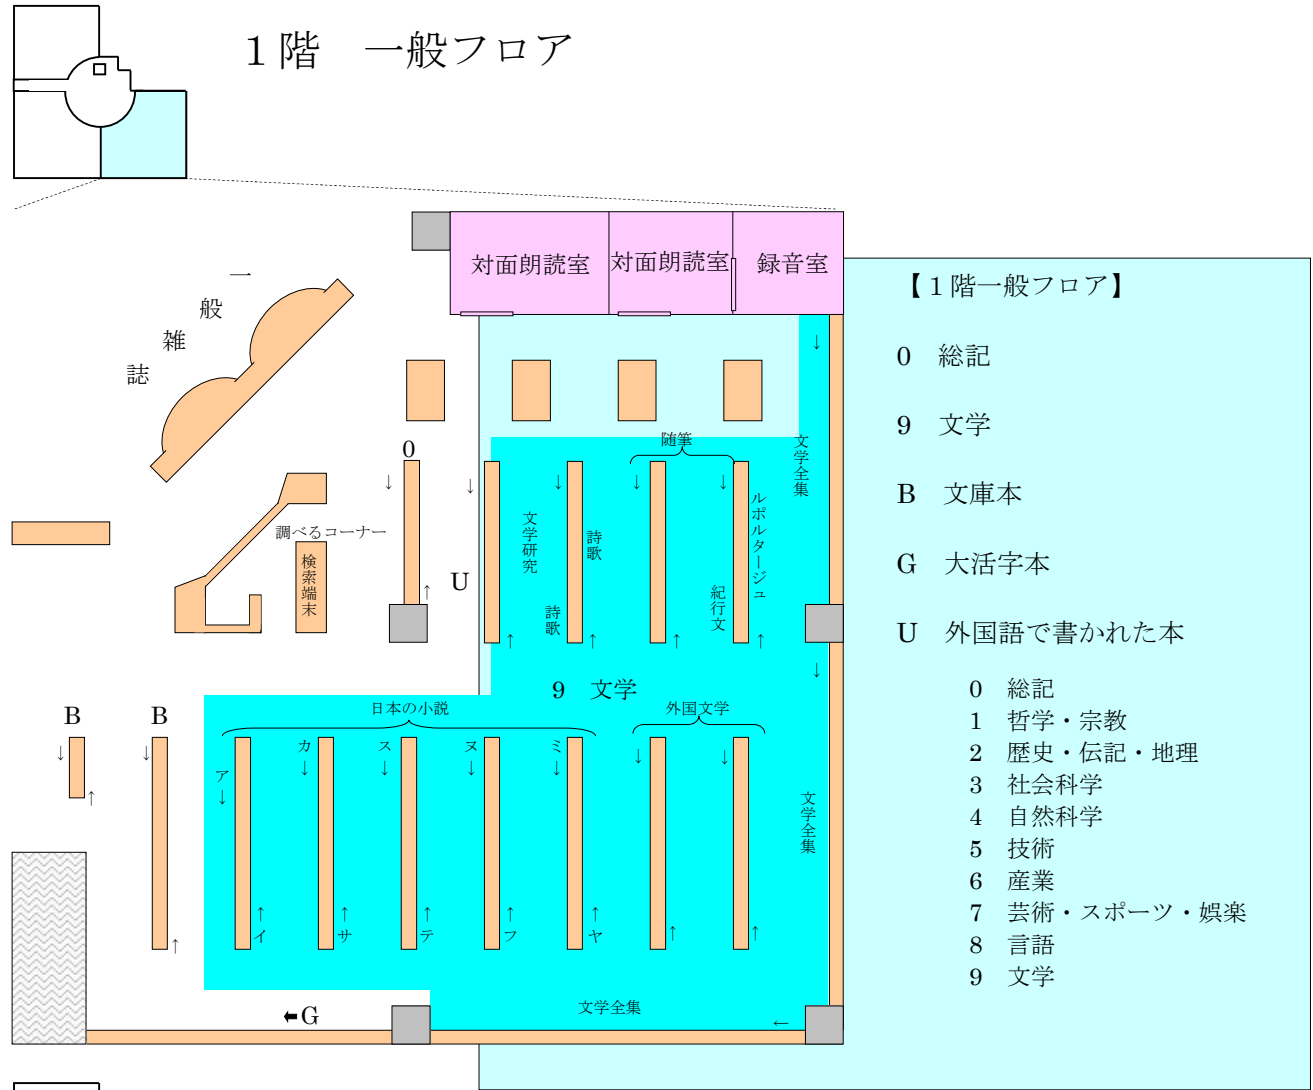 １階　一般フロア
対面朗読室
対面朗読室
録音室
一般雑誌
【１階一般フロア】
0　総記
9　文学
B　文庫本
G　大活字本
U　外国語で書かれた本
0　総記
1　哲学・宗教
2　歴史・伝記・地理
3　社会科学
4　自然科学
5　技術
6　産業
7　芸術・スポーツ・娯楽
8　言語
9　文学
↓
文学全集
随筆
0
↓
↓
↓
↓
↓
調べるコーナー
検索端末
U
文学研究
詩歌
詩歌
ルポルタージュ
紀行文
↑
↑
↑
↑
↑
↓
9　文学
日本の小説
外国文学
B
B
↓
↓
ア
↓
カ
↓
ス
↓
ヌ
↓
ミ
↓
↓
↓
文学全集
↑
↑
↑
イ
↑
サ
↑
テ
↑
フ
↑
ヤ
↑
↑
⬅G
文学全集
←